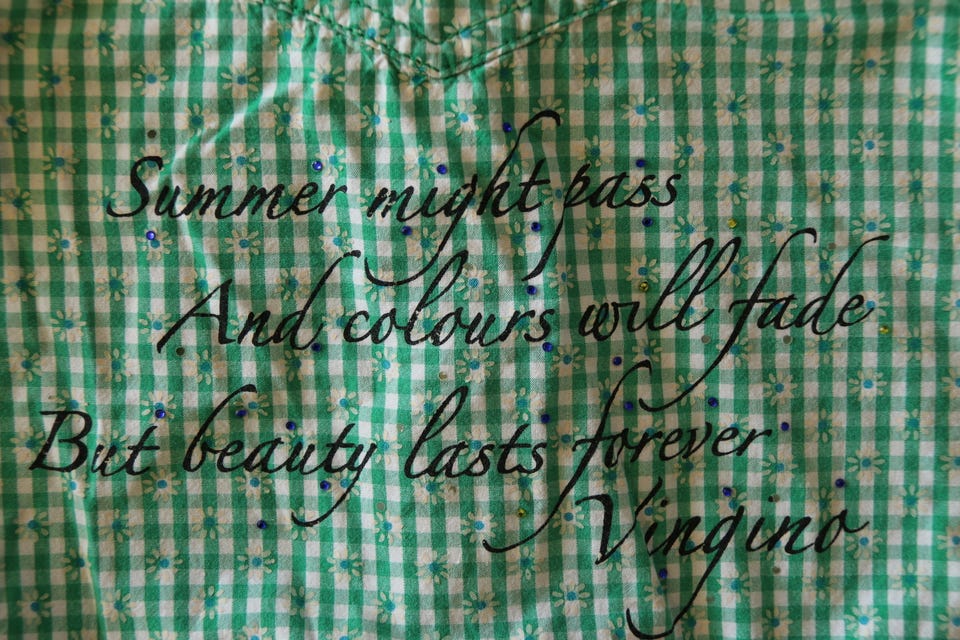 Summer might pass
And colours will fade
But beauty lasts forever
Vingino